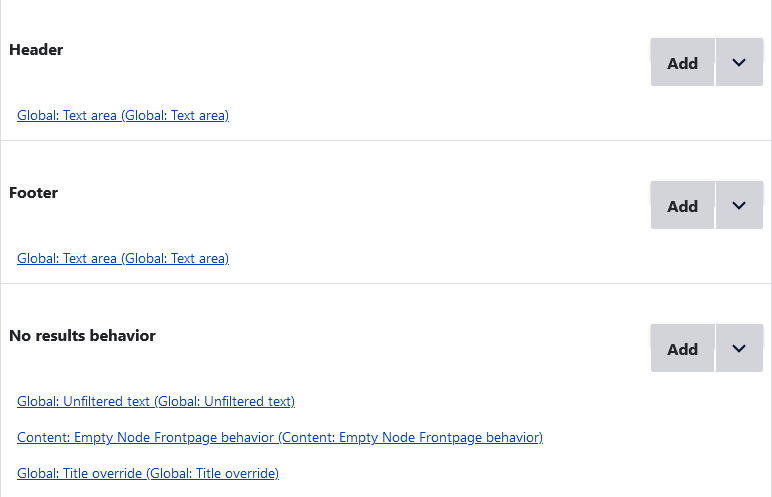 Header
Add
Global: Text area (Global: Text area)
Footer
Add
Global: Text area (Global: Text area)
No results behavior
Add
Global: Unfiltered text (Global: Unfiltered text)
Content: Empty Node Frontpage behavior (Content: Empty Node Frontpage behavior)
Global: Title override (Global: Title override)